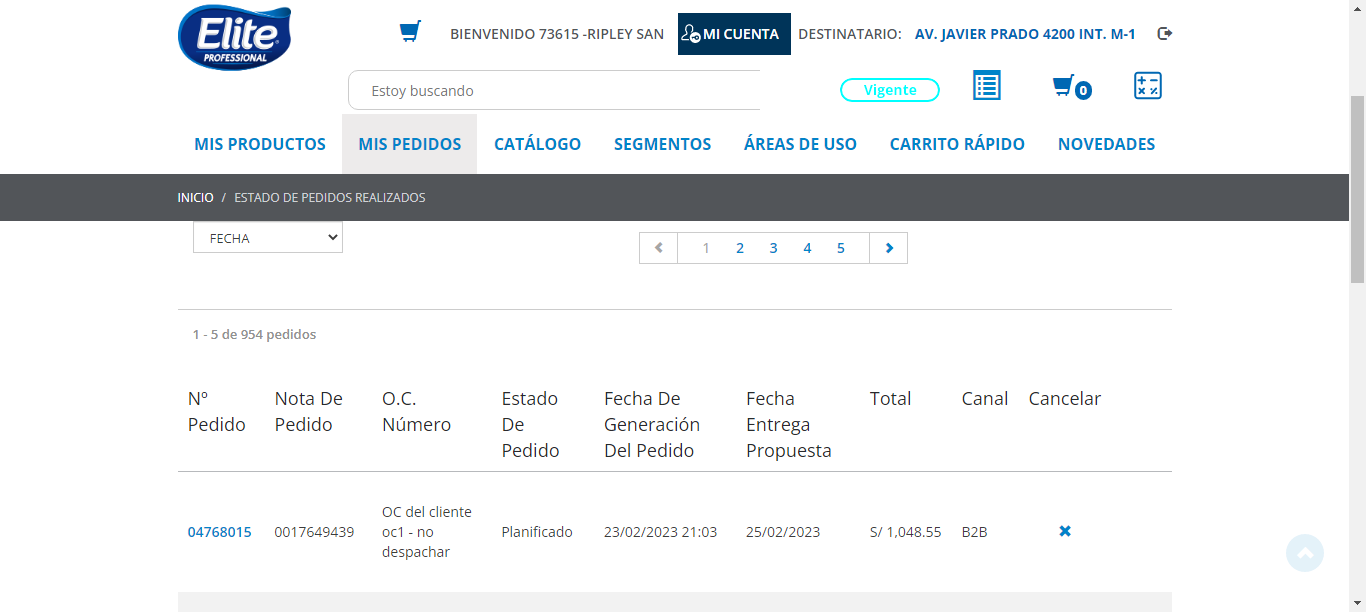 Elite
PROFESSIONAL
BIENVENIDO 73615 -RIPLEY SAN
MI CUENTA
DESTINATARIO: AV. JAVIER PRADO 4200 INT. M-1
Estoy buscando
Vigente
0
MIS PRODUCTOS MIS PEDIDOS CATÁLOGO SEGMENTOS ÁREAS DE USO CARRITO RÁPIDO NOVEDADES
INICIO / ESTADO DE PEDIDOS REALIZADOS
FECHA
1 2 3 4 5
1 - 5 de 954 pedidos
Nº Pedido
Nota De Pedido
O.C. Número
Estado De Pedido
Fecha De Generación Del Pedido
Fecha Entrega Propuesta
Total
Canal
Cancelar
04768015
0017649439
OC del cliente
oc1 - no
despachar
Planificado
23/02/2023 21:03
25/02/2023
S/ 1,048.55
B2B